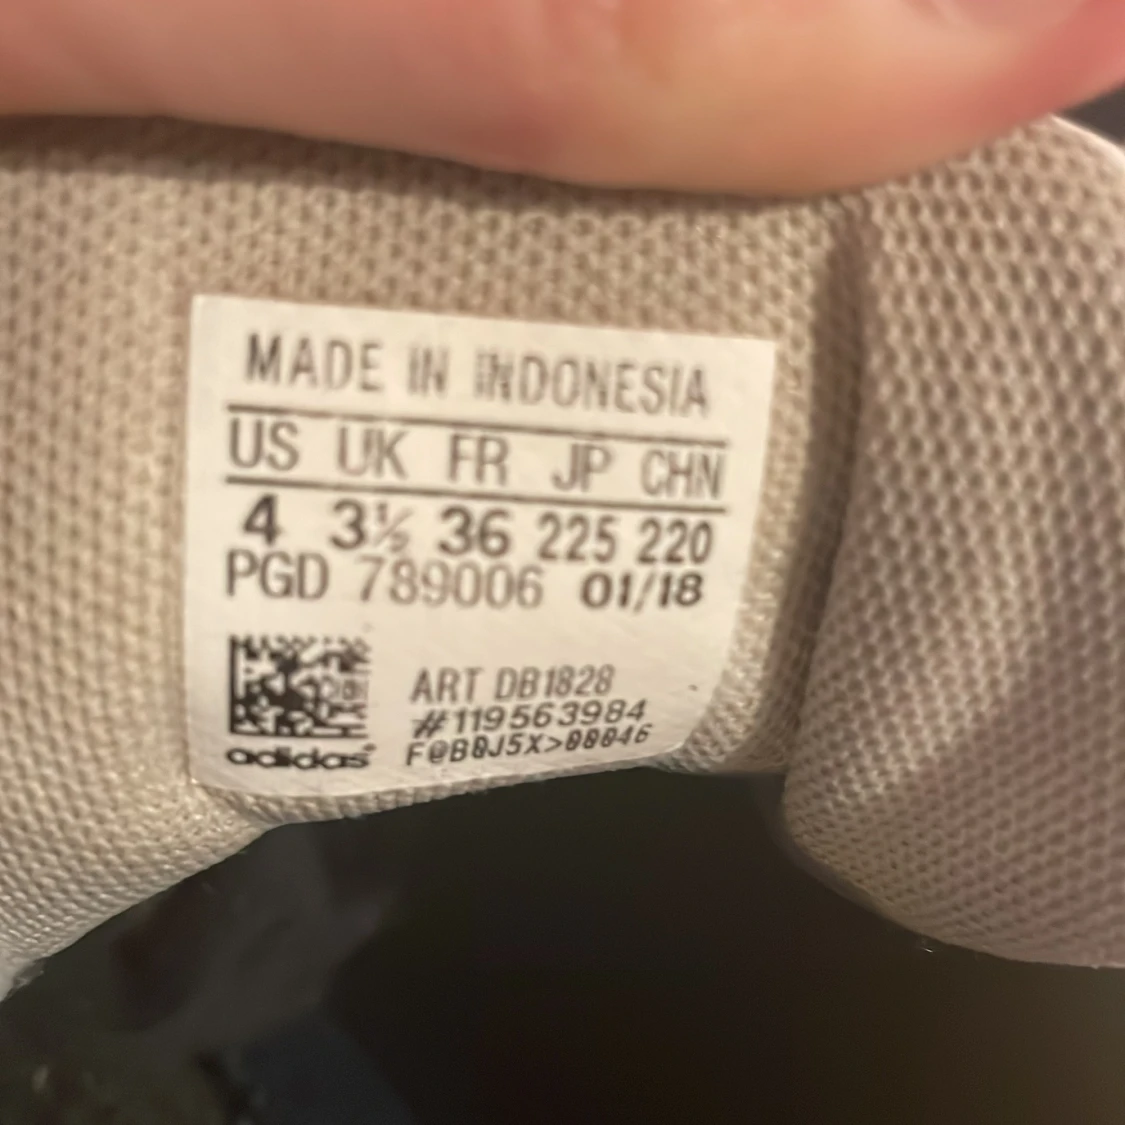 MADE IN INDONESIA
US UK FR JP CHN
4 3½ 36 225 220
PGD 789006 01/18
ART DB1828
#119563984
F@B0J5X>00046
adidas